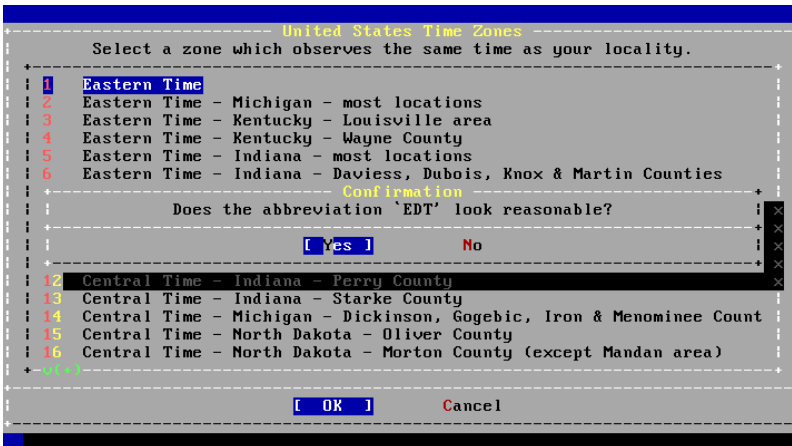 United States Time Zones
Select a zone which observes the same time as your locality.
1 Eastern Time
2 Eastern Time - Michigan - most locations
3 Eastern Time - Kentucky - Louisville area
4 Eastern Time - Kentucky - Wayne County
5 Eastern Time - Indiana - most locations
6 Eastern Time - Indiana - Daviess, Dubois, Knox & Martin Counties
Confirmation
Does the abbreviation `EDT' look reasonable?
[ Yes ] No
12 Central Time - Indiana - Perry County
13 Central Time - Indiana - Starke County
14 Central Time - Michigan - Dickinson, Gogebic, Iron & Menominee Count
15 Central Time - North Dakota - Oliver County
16 Central Time - North Dakota - Morton County (except Mandan area)
v(+)
[ OK ] Cancel